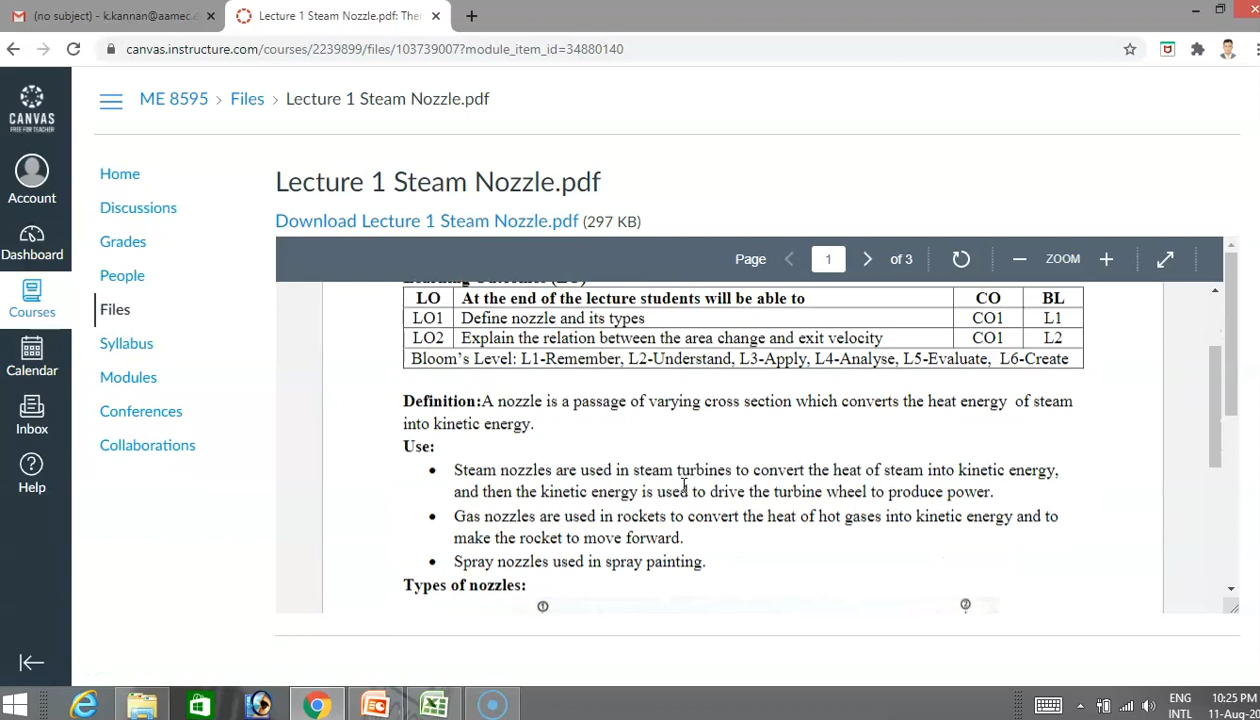 (no subject) - k.kannan@aamec.e
Lecture 1 Steam Nozzle.pdf: Ther
canvas.instructure.com/courses/2239899/files/103739007?module_item_id=34880140
CANVAS
FREE FOR TEACHER
Account
Dashboard
Courses
Calendar
Inbox
Help
ME 8595 > Files > Lecture 1 Steam Nozzle.pdf
Home
Discussions
Grades
People
Files
Syllabus
Modules
Conferences
Collaborations
Lecture 1 Steam Nozzle.pdf
Download Lecture 1 Steam Nozzle.pdf (297 KB)
Page 1 of 3 ZOOM
LO At the end of the lecture students will be able to CO BL
LO1 Define nozzle and its types CO1 L1
LO2 Explain the relation between the area change and exit velocity CO1 L2
Bloom's Level: L1-Remember, L2-Understand, L3-Apply, L4-Analyse, L5-Evaluate, L6-Create
Definition:A nozzle is a passage of varying cross section which converts the heat energy of steam
into kinetic energy.
Use:
• Steam nozzles are used in steam turbines to convert the heat of steam into kinetic energy,
and then the kinetic energy is used to drive the turbine wheel to produce power.
• Gas nozzles are used in rockets to convert the heat of hot gases into kinetic energy and to
make the rocket to move forward.
• Spray nozzles used in spray painting.
Types of nozzles:
① ②
ENG
INTL
10:25 PM
11-Aug-20